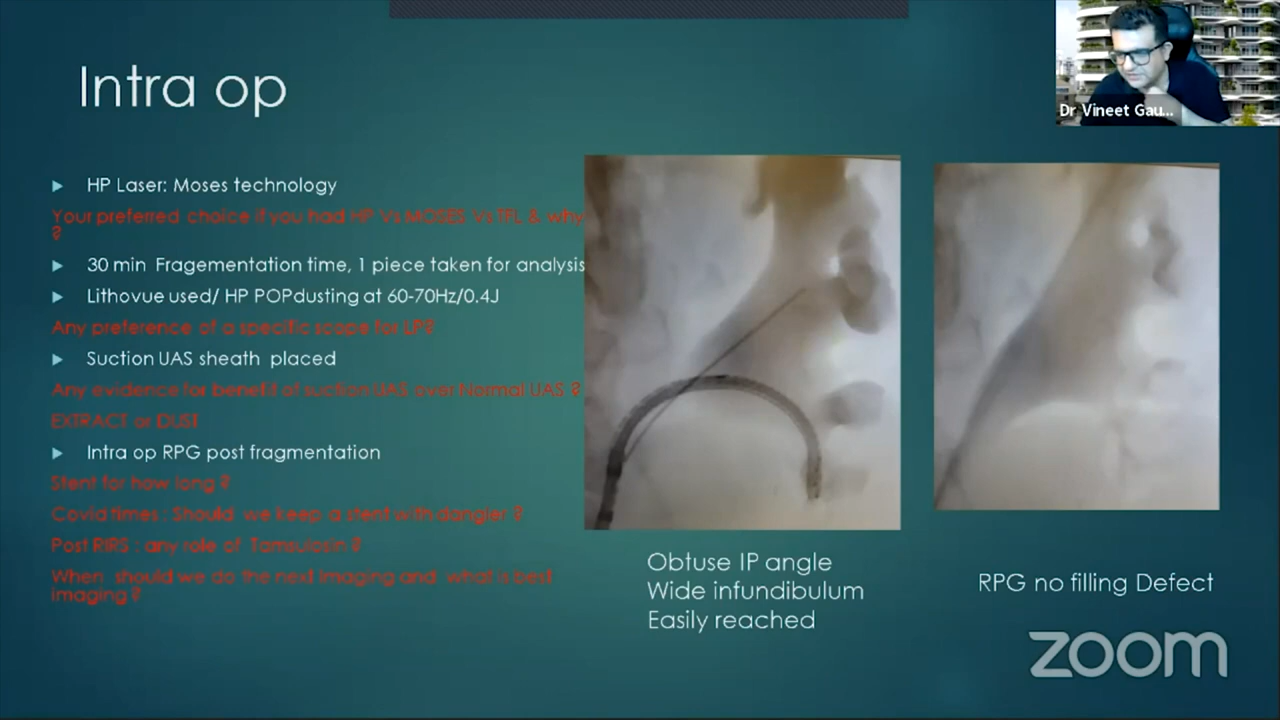 Intra op
HP Laser: Moses technology
Your preferred choice if you had HP Vs MOSES Vs TFL & why
?
30 min Fragementation time, 1 piece taken for analysis
Lithovue used/ HP POPdusting at 60-70Hz/0.4J
Any preference of a specific scope for LP?
Suction UAS sheath placed
Any evidence for benefit of suction UAS over Normal UAS ?
EXTRACT or DUST
Intra op RPG post fragmentation
Stent for how long ?
Covid times : Should we keep a stent with dangler ?
Post RIRS : any role of Tamsulosin ?
When should we do the next Imaging and what is best
imaging ?
Obtuse IP angle
Wide infundibulum
Easily reached
RPG no filling Defect
Dr Vineet Gau...
zoom